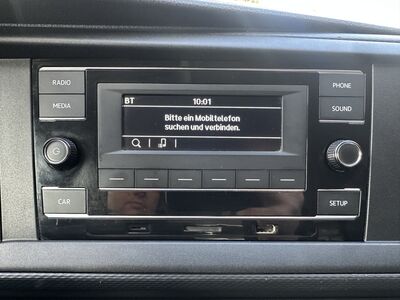 RADIO
MEDIA
BT 10:01
Bitte ein Mobiltelefon
suchen und verbinden.
PHONE
SOUND
CAR
SETUP